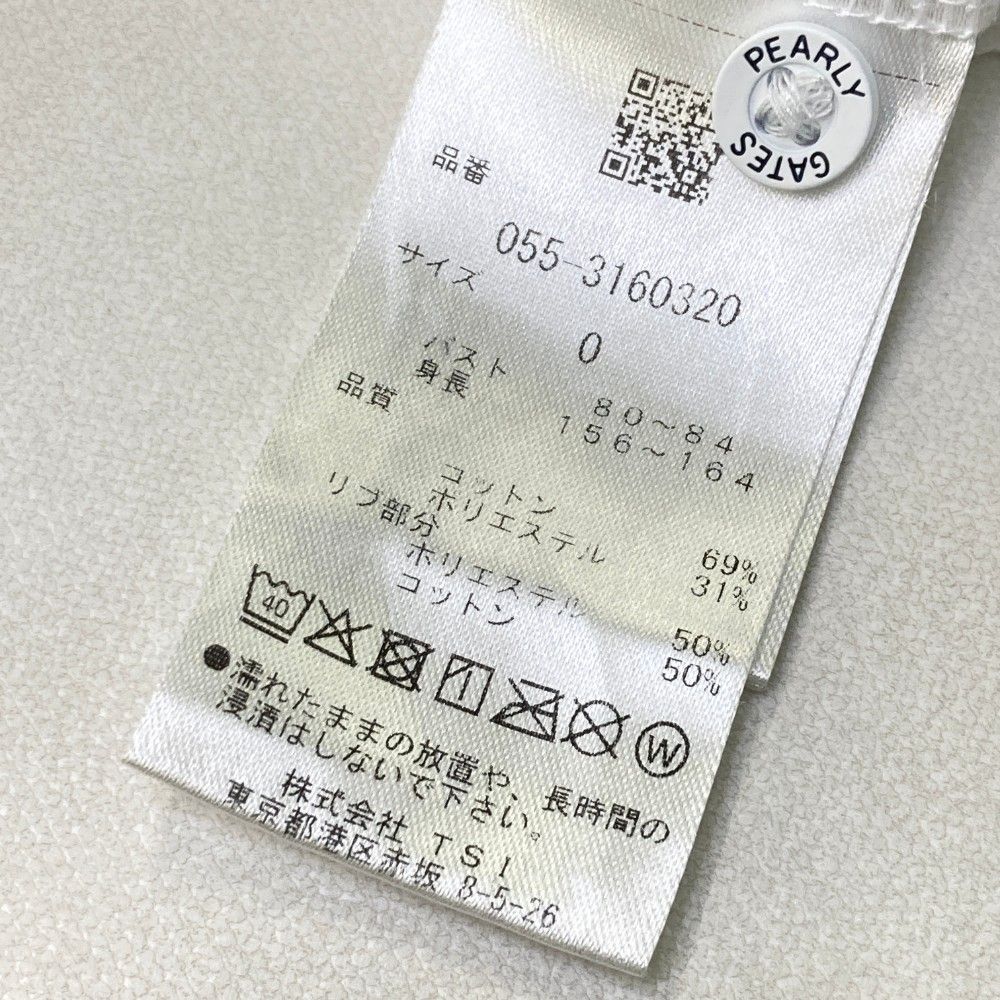 PEARLY
GATES
品番
055-3160320
サイズ
0
バスト 80～84
身長 156～164
品質
コットン 69%
ポリエステル 31%
リブ部分
ポリエステル 50%
コットン 50%
40
W
●濡れたままの放置や、長時間の
浸漬はしないで下さい。
株式会社 TSI
東京都港区赤坂 8-5-26